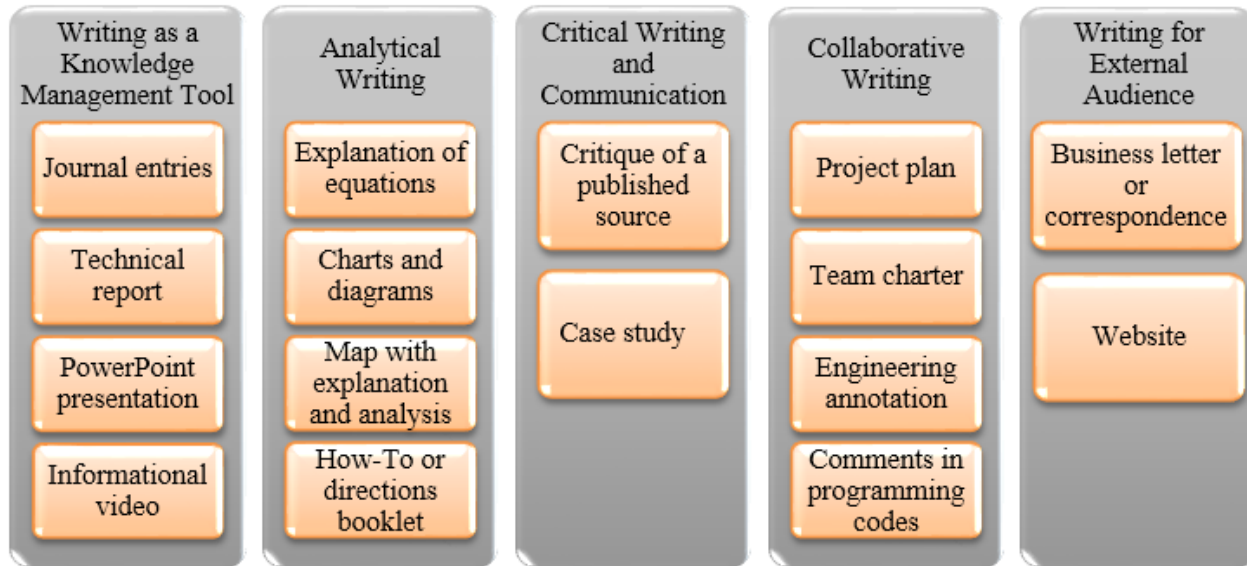 Writing as a
Knowledge
Management Tool
Journal entries
Technical
report
PowerPoint
presentation
Informational
video
Analytical
Writing
Explanation of
equations
Charts and
diagrams
Map with
explanation
and analysis
How-To or
directions
booklet
Critical Writing
and
Communication
Critique of a
published
source
Case study
Collaborative
Writing
Project plan
Team charter
Engineering
annotation
Comments in
programming
codes
Writing for
External
Audience
Business letter
or
correspondence
Website